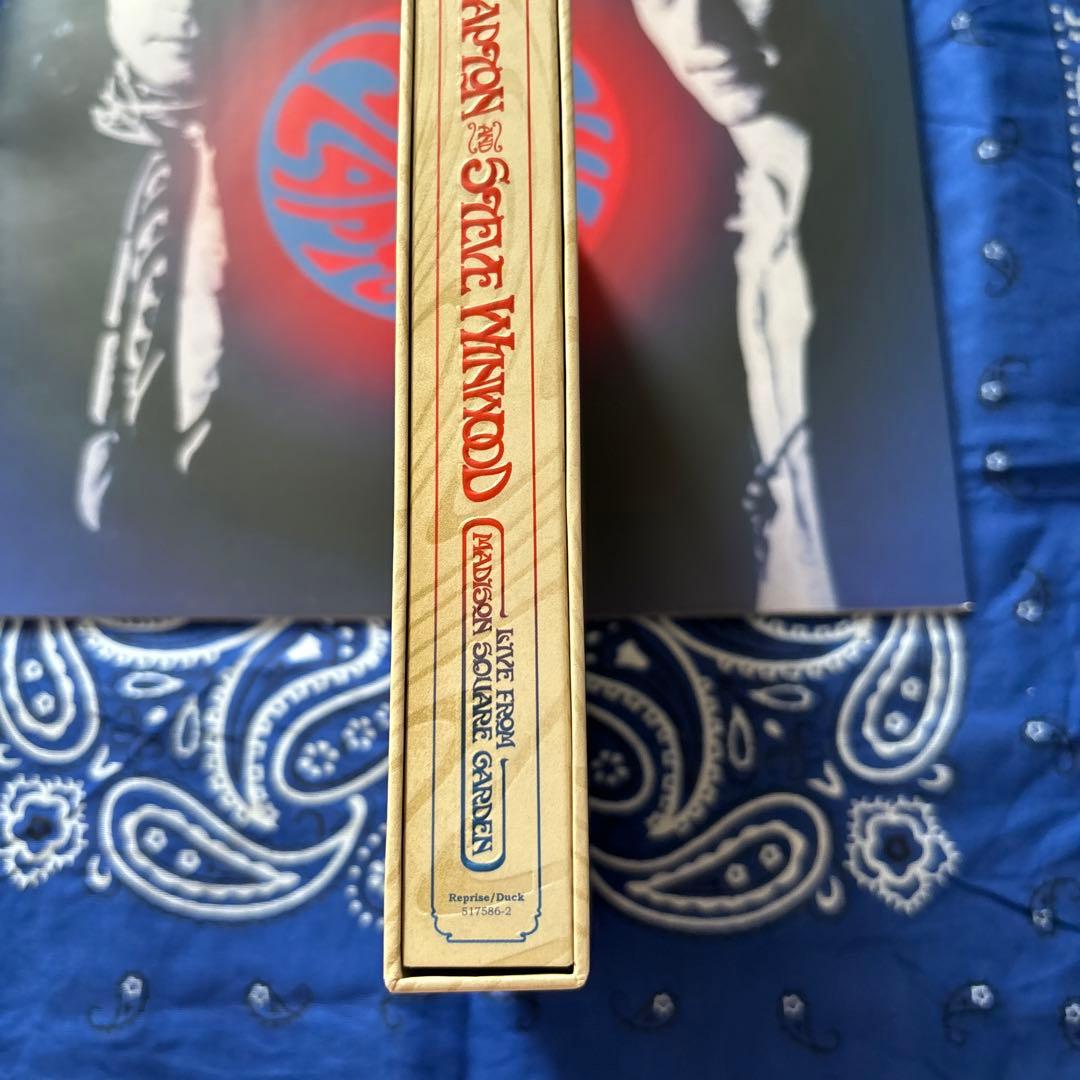 APTON AND STEVE WINWOOD
LIVE FROM
MADISON SQUARE GARDEN
Reprise/Duck
517586-2